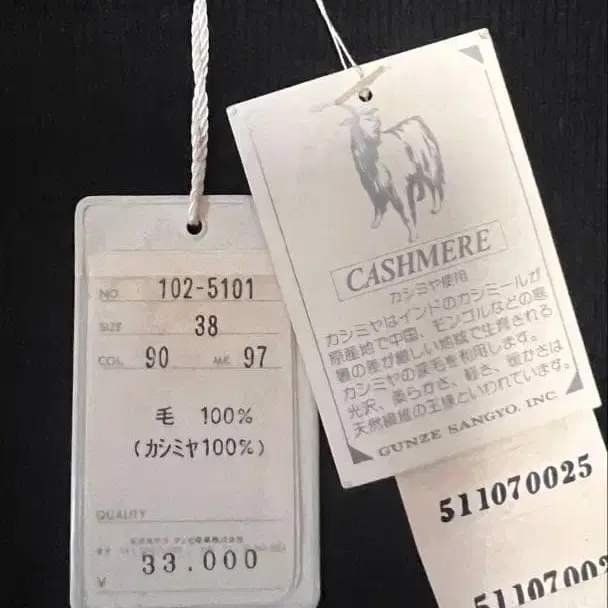 NO. 102-5101
SIZE 38
COL. 90 MK. 97
毛 100%
(カシミヤ100%)
QUALITY
¥ 33.000
CASHMERE
カシミヤ使用
カシミヤはインドのカシミールが
原産地で中国、モンゴルなどの寒
暑の差が厳しい地域で生育される
カシミヤの深毛を利用します。
光沢、柔らかさ、軽さ、暖かさは
天然繊維の王様といわれています。
GUNZE SANGYO, INC.
511070025